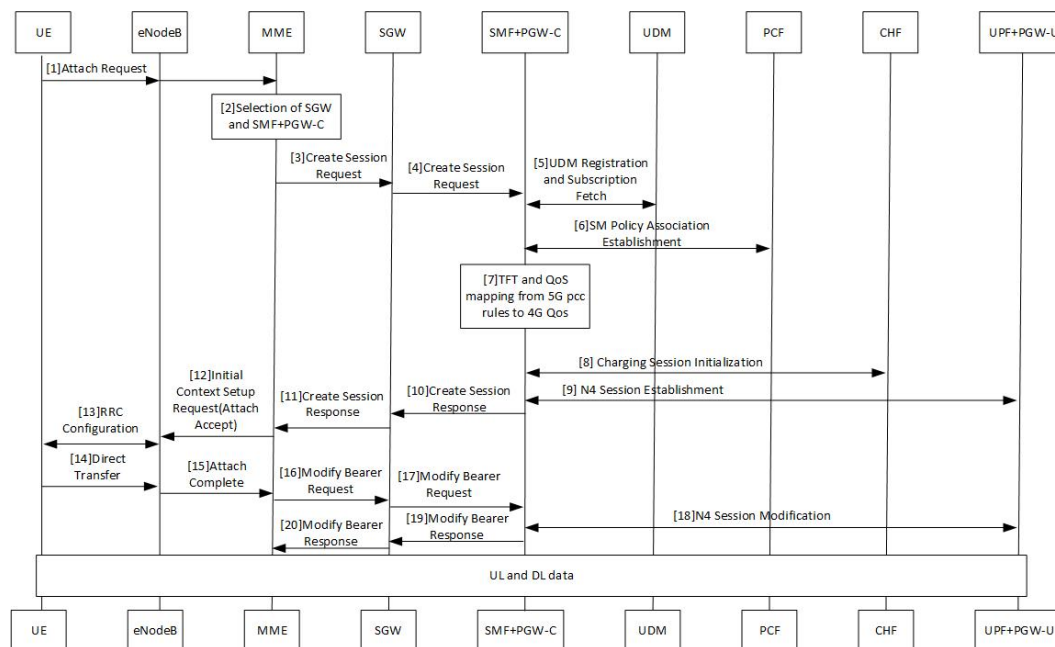 UE
eNodeB
MME
SGW
SMF+PGW-C
UDM
PCF
CHF
UPF+PGW-U
[1]Attach Request
[2]Selection of SGW
and SMF+PGW-C
[3]Create Session
Request
[4]Create Session
Request
[5]UDM Registration
and Subscription
Fetch
[6]SM Policy Association
Establishment
[7]TFT and QoS
mapping from 5G pcc
rules to 4G Qos
[8] Charging Session Initialization
[9] N4 Session Establishment
[10]Create Session
Response
[11]Create Session
Response
[12]Initial
Context Setup
Request(Attach
Accept)
[13]RRC
Configuration
[14]Direct
Transfer
[15]Attach
Complete
[16]Modify Bearer
Request
[17]Modify Bearer
Request
[18]N4 Session Modification
[19]Modify Bearer
Response
[20]Modify Bearer
Response
UL and DL data
UE
eNodeB
MME
SGW
SMF+PGW-C
UDM
PCF
CHF
UPF+PGW-U